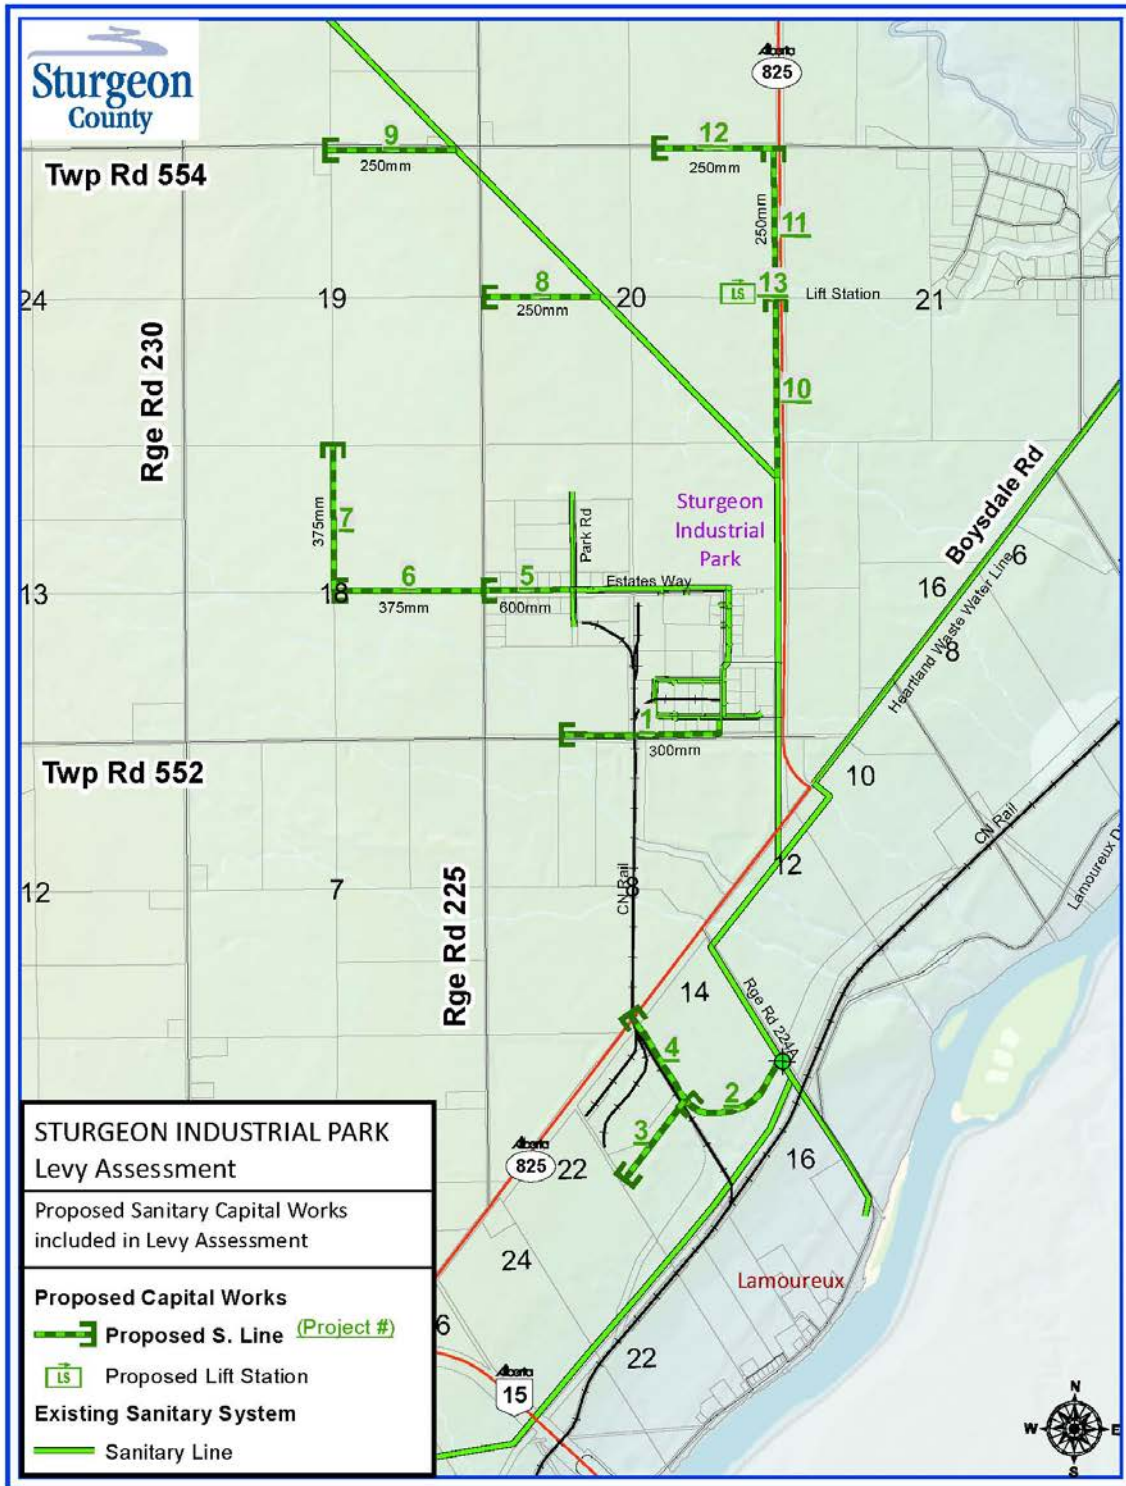 Sturgeon
County
Alberta
825
9
12
Twp Rd 554
250mm
250mm
250mm
11
24
19
8
20
LS
13
Lift Station
21
250mm
Rge Rd 230
10
Boysdale Rd
375mm
7
Sturgeon
Industrial
Park
Park Rd
13
18
6
5
Estates Way
16
6
375mm
600mm
8
Heartland Waste Water Line
1
300mm
Twp Rd 552
10
CN Rail
12
7
CN Rail
8
12
Lamoureux D
Rge Rd 225
14
Rge Rd 224A
4
2
3
Alberta
825
22
16
24
Lamoureux
6
22
Alberta
15
STURGEON INDUSTRIAL PARK
Levy Assessment
Proposed Sanitary Capital Works
included in Levy Assessment
Proposed Capital Works
Proposed S. Line (Project #)
LS Proposed Lift Station
Existing Sanitary System
Sanitary Line
N
W E
S